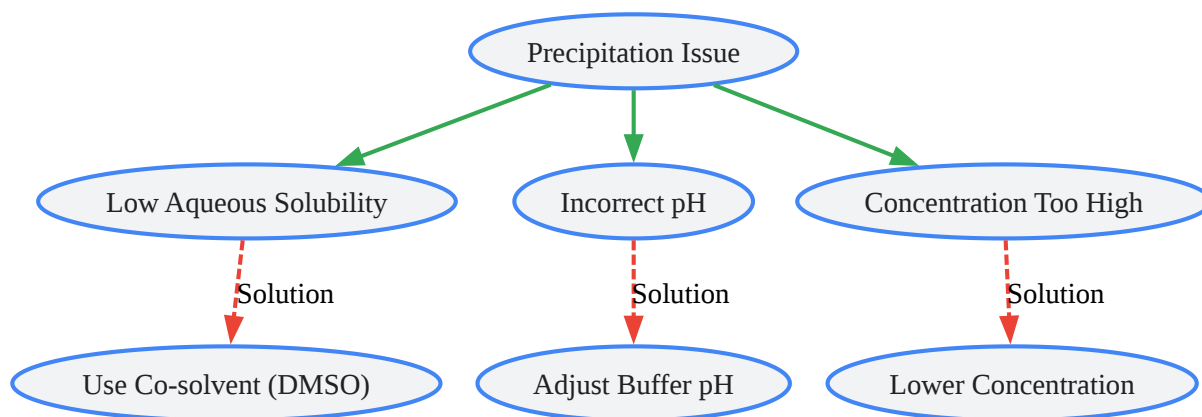 Precipitation Issue
Low Aqueous Solubility
Incorrect pH
Concentration Too High
Solution
Solution
Solution
Use Co-solvent (DMSO)
Adjust Buffer pH
Lower Concentration